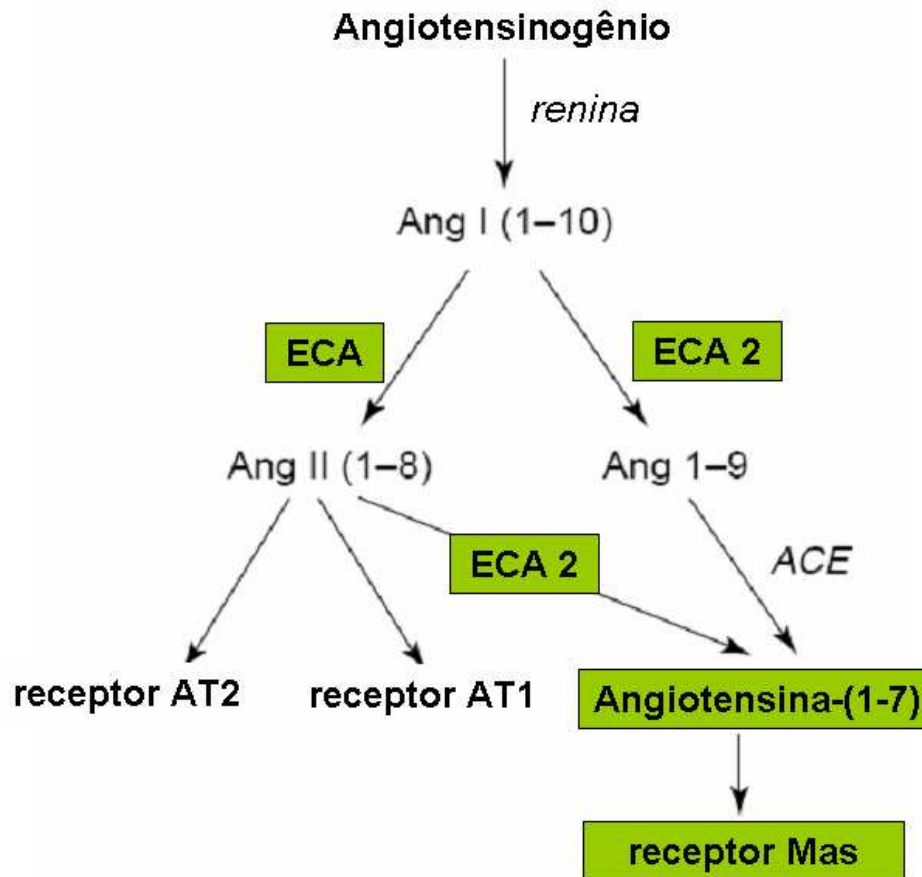 Angiotensinogênio
renina
Ang I (1–10)
ECA
ECA 2
Ang II (1–8)
Ang 1–9
ECA 2
ACE
receptor AT2
receptor AT1
Angiotensina-(1-7)
receptor Mas